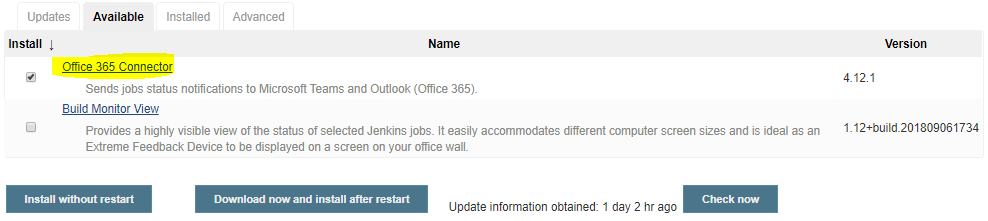 Updates Available Installed Advanced
Install ↓ Name Version
Office 365 Connector
4.12.1
Sends jobs status notifications to Microsoft Teams and Outlook (Office 365).
Build Monitor View
Provides a highly visible view of the status of selected Jenkins jobs. It easily accommodates different computer screen sizes and is ideal as an
1.12+build.201809061734
Extreme Feedback Device to be displayed on a screen on your office wall.
Install without restart Download now and install after restart Update information obtained: 1 day 2 hr ago Check now